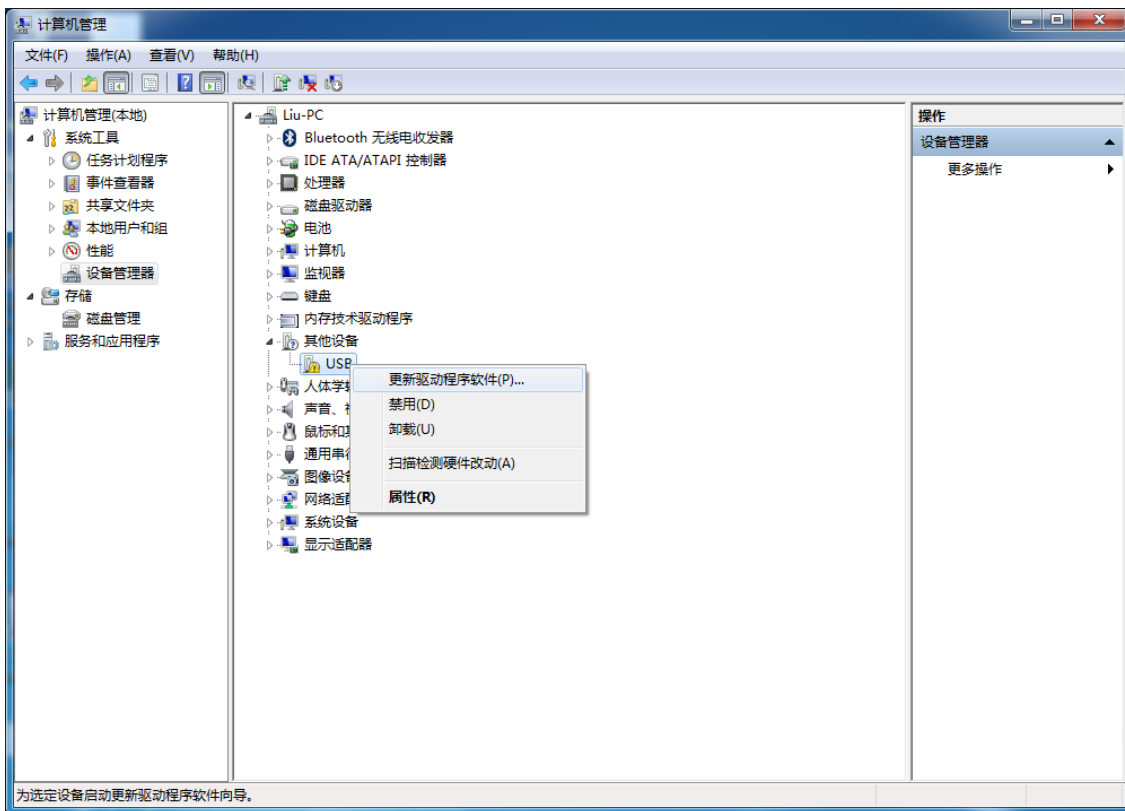 计算机管理
文件(F) 操作(A) 查看(V) 帮助(H)
计算机管理(本地)
系统工具
任务计划程序
事件查看器
共享文件夹
本地用户和组
性能
设备管理器
存储
磁盘管理
服务和应用程序
Liu-PC
Bluetooth 无线电收发器
IDE ATA/ATAPI 控制器
处理器
磁盘驱动器
电池
计算机
监视器
键盘
内存技术驱动程序
其他设备
USB
人体学
声音、
鼠标和
通用串
图像设
网络适
系统设备
显示适配器
更新驱动程序软件(P)...
禁用(D)
卸载(U)
扫描检测硬件改动(A)
属性(R)
操作
设备管理器
更多操作
为选定设备启动更新驱动程序软件向导。